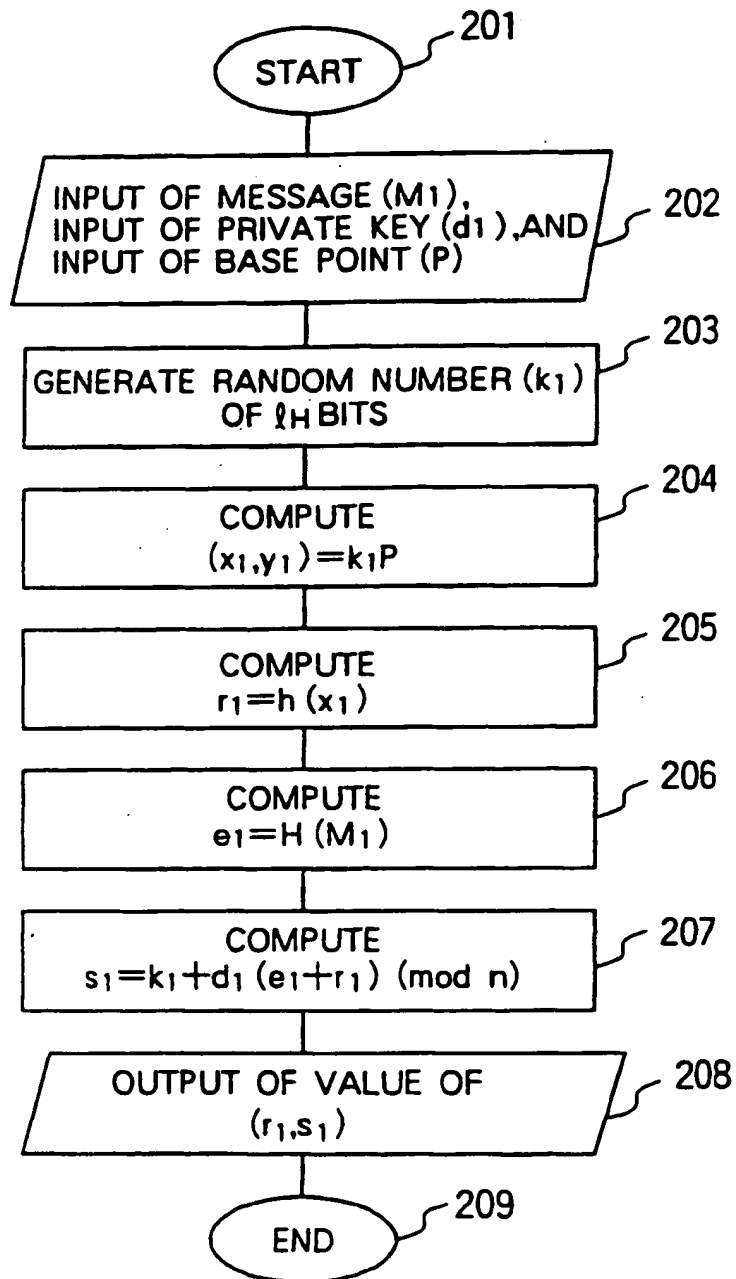 201
START
INPUT OF MESSAGE (M1),
INPUT OF PRIVATE KEY (d1),AND
INPUT OF BASE POINT (P)
202
203
GENERATE RANDOM NUMBER (k1)
OF ℓH BITS
204
COMPUTE
(x1,y1)=k1P
205
COMPUTE
r1=h (x1)
206
COMPUTE
e1=H (M1)
207
COMPUTE
s1=k1+d1 (e1+r1) (mod n)
208
OUTPUT OF VALUE OF
(r1,s1)
209
END